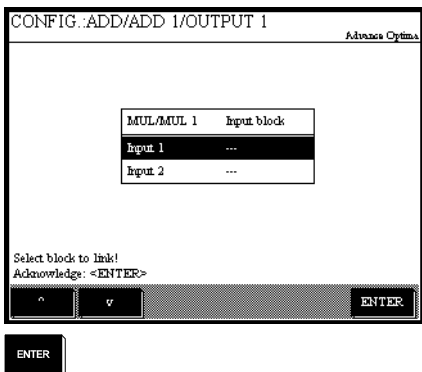 CONFIG.:ADD/ADD 1/OUTPUT 1
Advance Optima
MUL/MUL 1 Input block
Input 1 ---
Input 2 ---
Select block to link!
Acknowledge: <ENTER>
^ v ENTER
ENTER